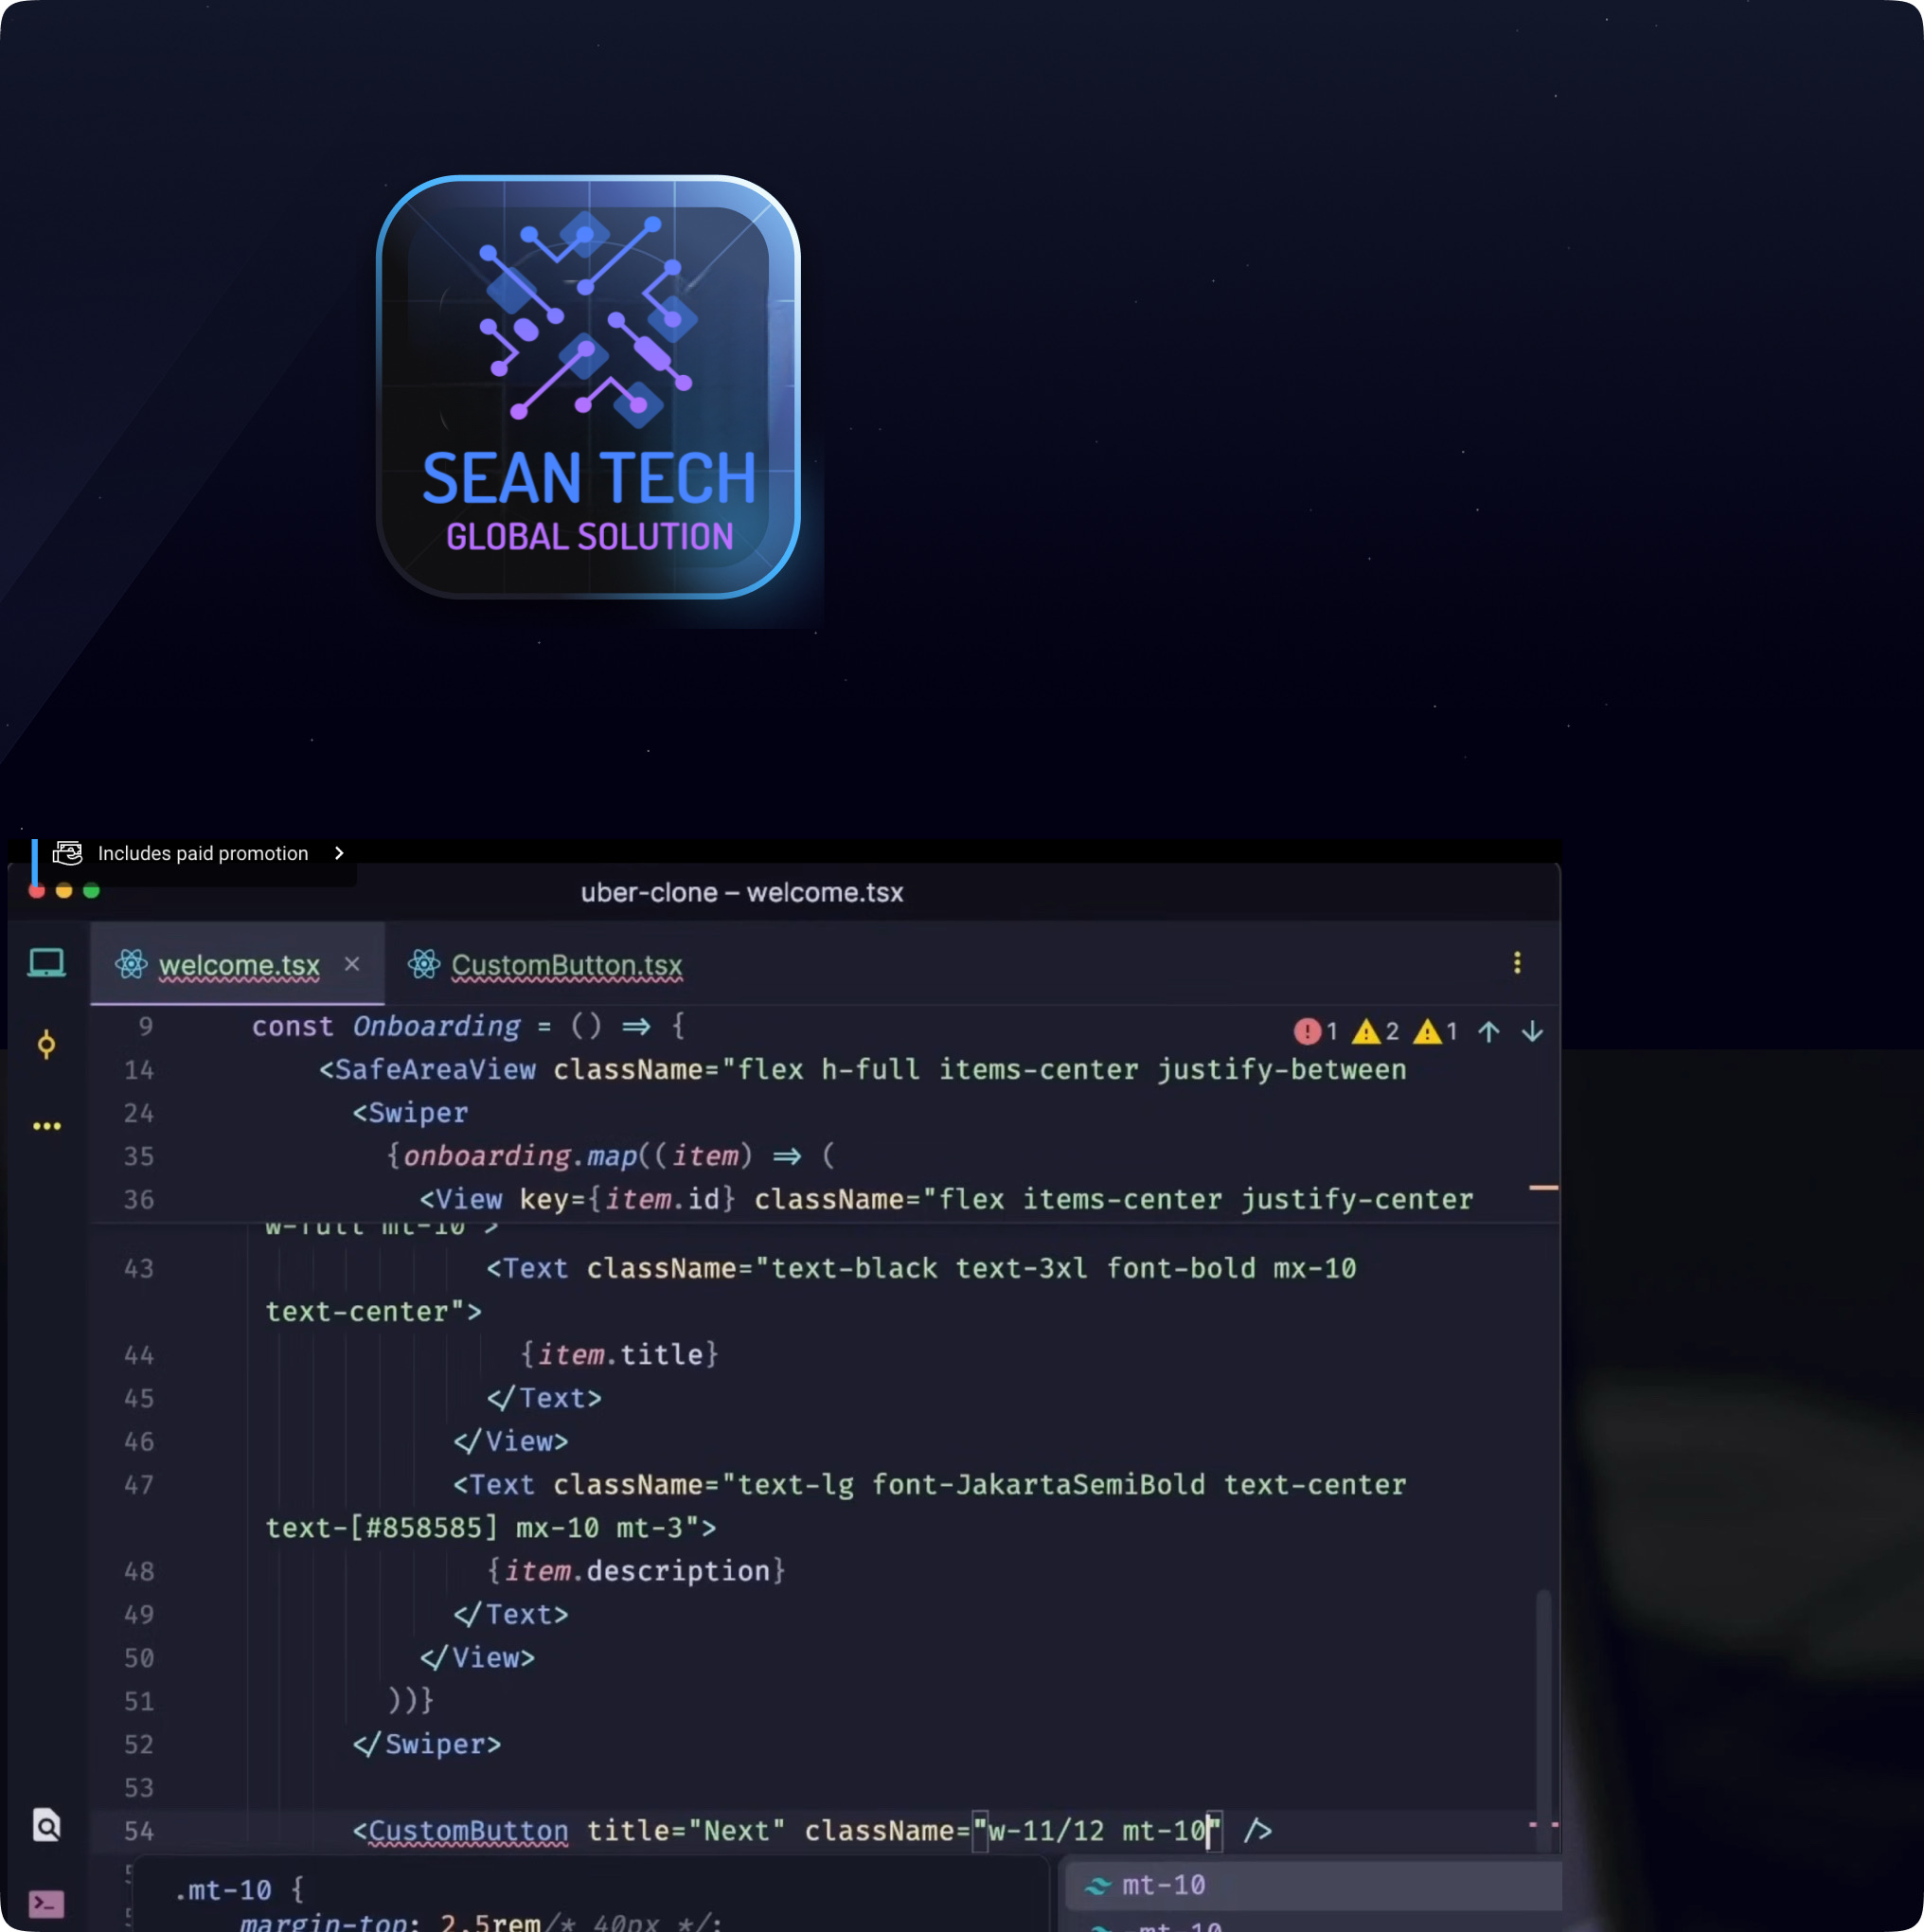 SEAN TECH
GLOBAL SOLUTION
Includes paid promotion
uber-clone – welcome.tsx
welcome.tsx
CustomButton.tsx
9 const Onboarding = () => {
1 2 1
14 <SafeAreaView className="flex h-full items-center justify-between
24 <Swiper
35 {onboarding.map((item) => (
36 <View key={item.id} className="flex items-center justify-center
w-full mt-10">
43 <Text className="text-black text-3xl font-bold mx-10
text-center">
44 {item.title}
45 </Text>
46 </View>
47 <Text className="text-lg font-JakartaSemiBold text-center
text-[#858585] mx-10 mt-3">
48 {item.description}
49 </Text>
50 </View>
51 ))}
52 </Swiper>
53
54 <CustomButton title="Next" className="w-11/12 mt-10" />
.mt-10 {
margin-top: 2.5rem/* 40px */;
mt-10
-mt-10